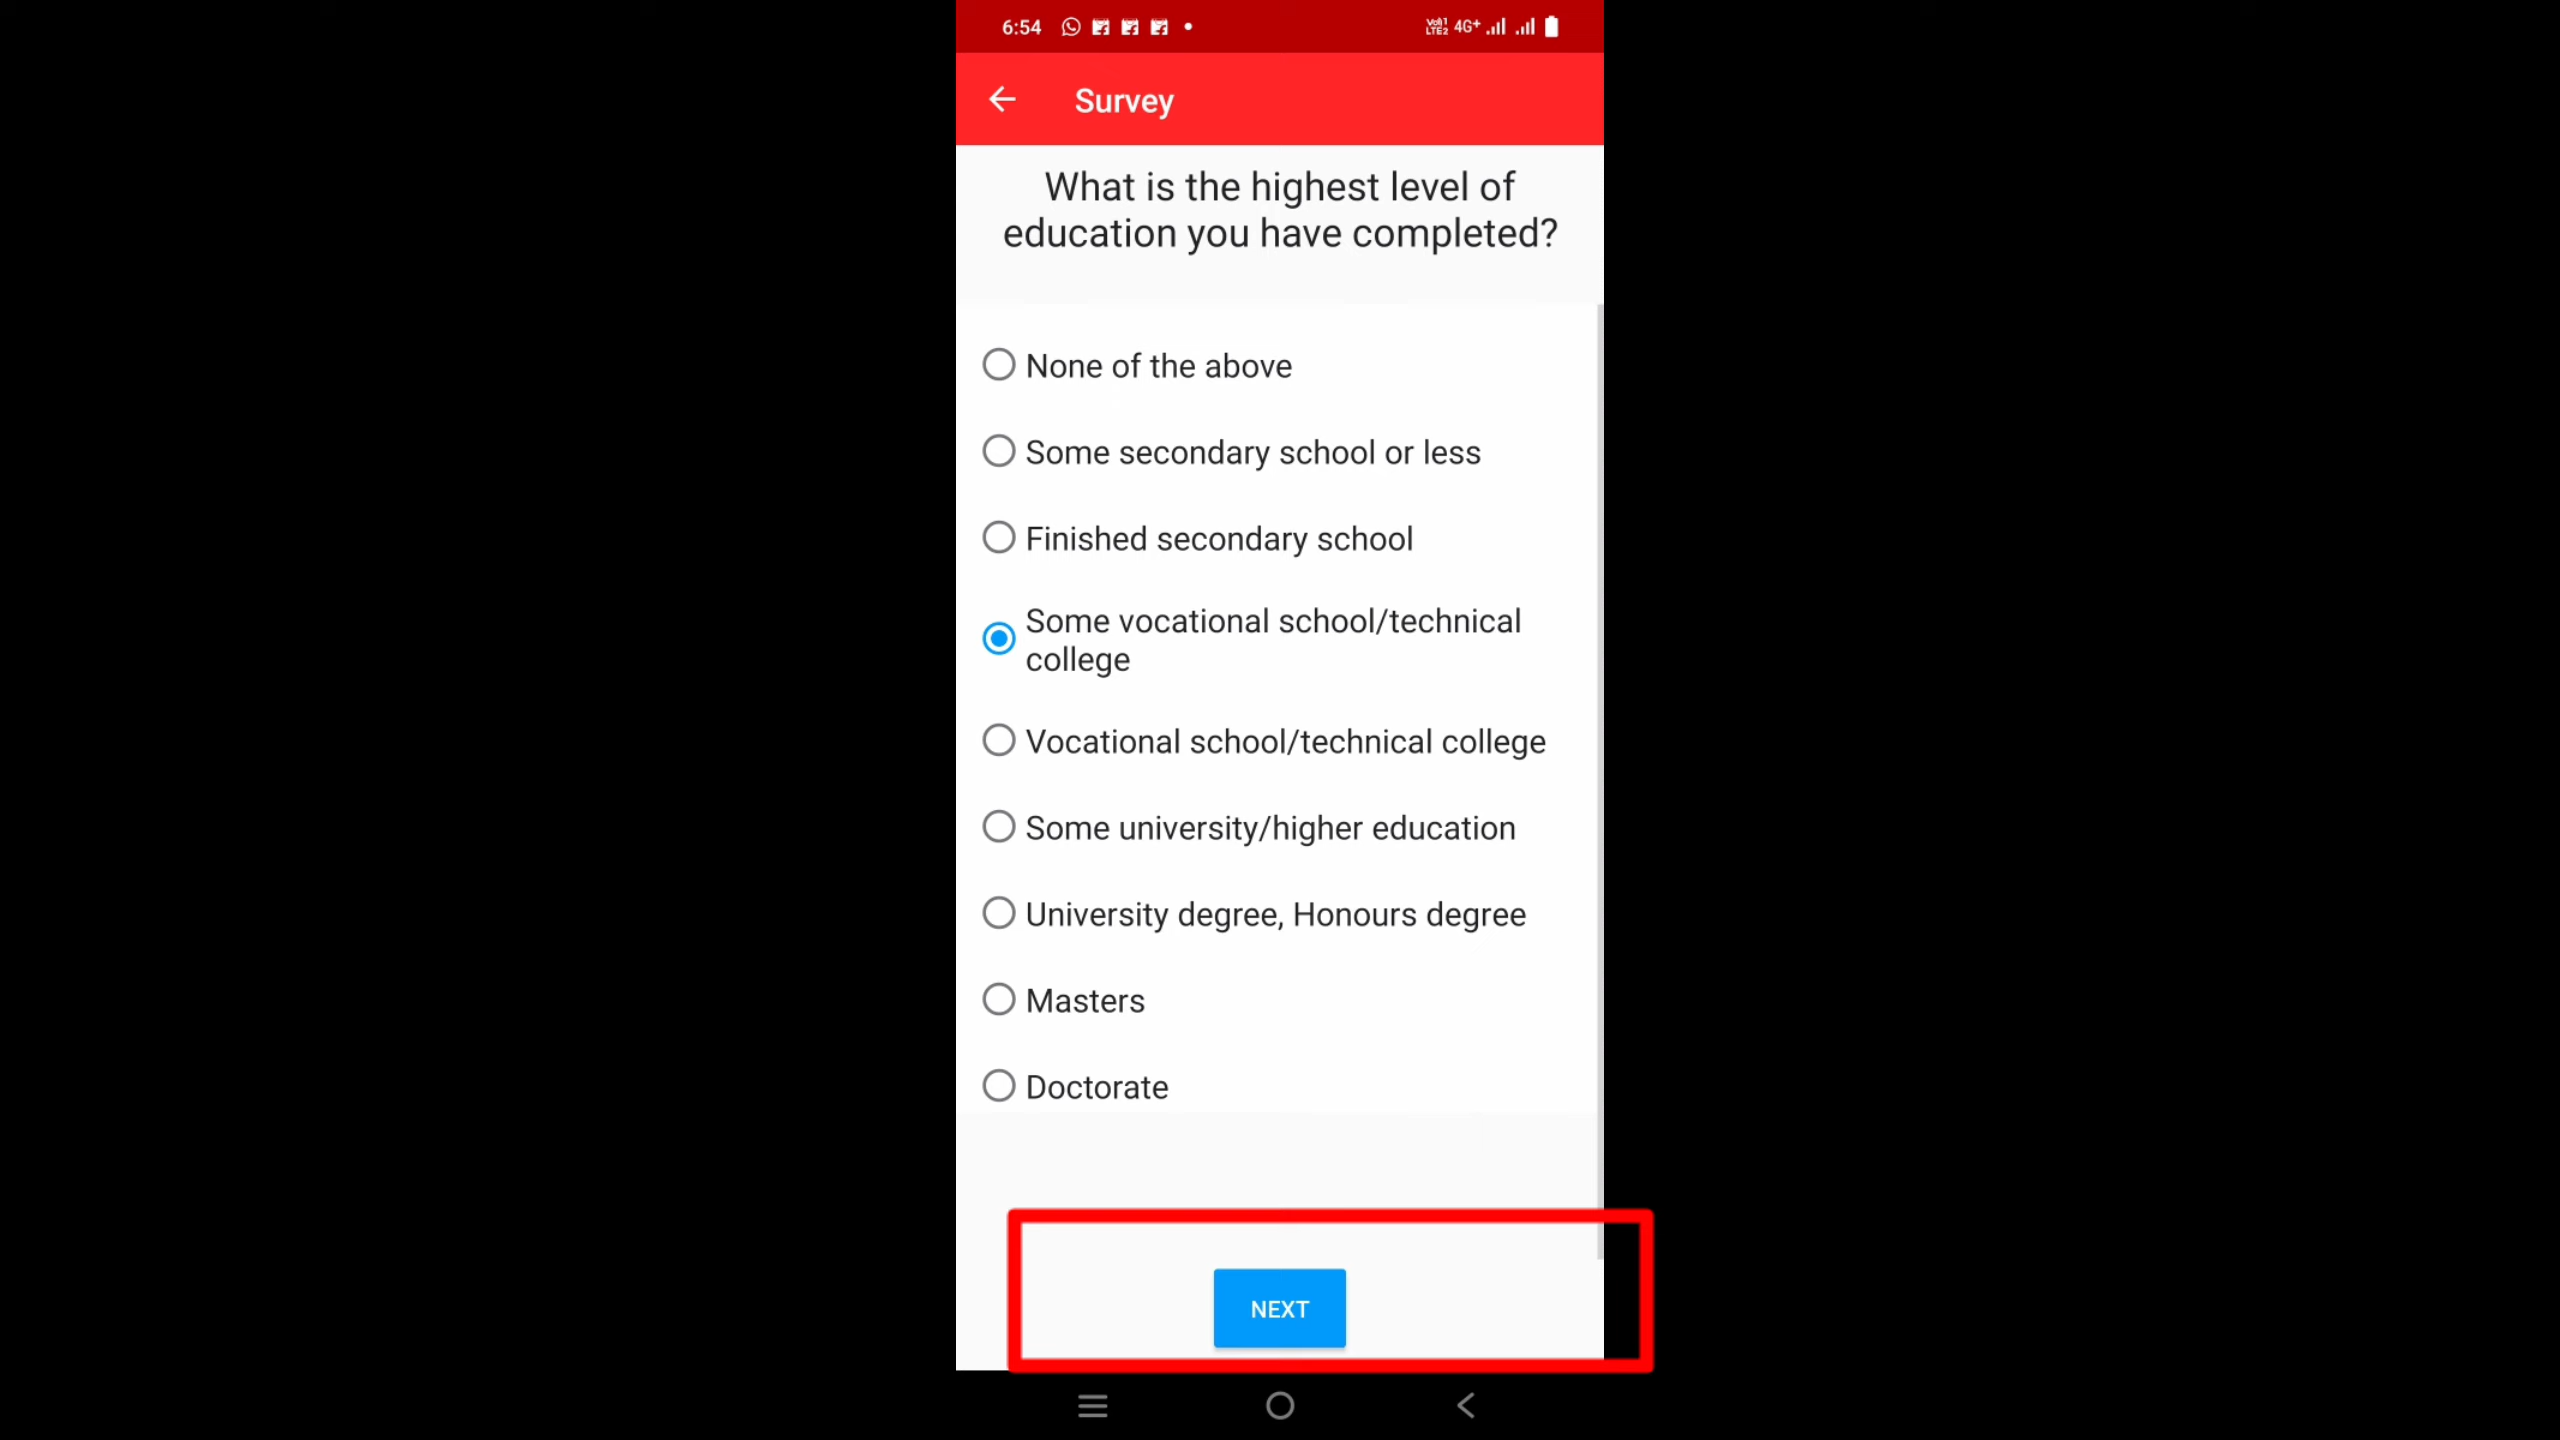 6:54 4G+
Survey
What is the highest level of
education you have completed?
None of the above
Some secondary school or less
Finished secondary school
Some vocational school/technical
college
Vocational school/technical college
Some university/higher education
University degree, Honours degree
Masters
Doctorate
NEXT